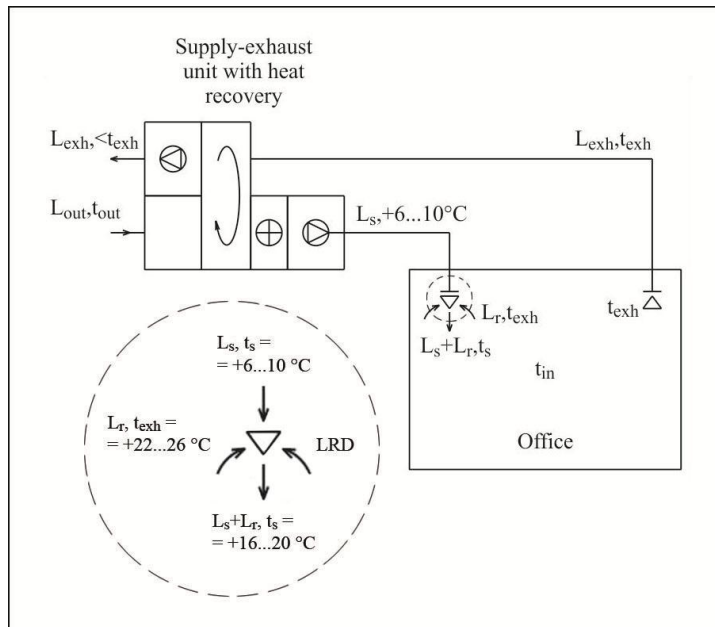 Supply-exhaust
unit with heat
recovery
L_exh,<t_exh
L_exh,t_exh
L_out,t_out
L_s,+6...10°C
L_r,t_exh
t_exh
L_s+L_r,t_s
t_in
Office
L_s, t_s =
= +6...10 °C
L_r, t_exh =
= +22...26 °C
LRD
L_s+L_r, t_s =
= +16...20 °C